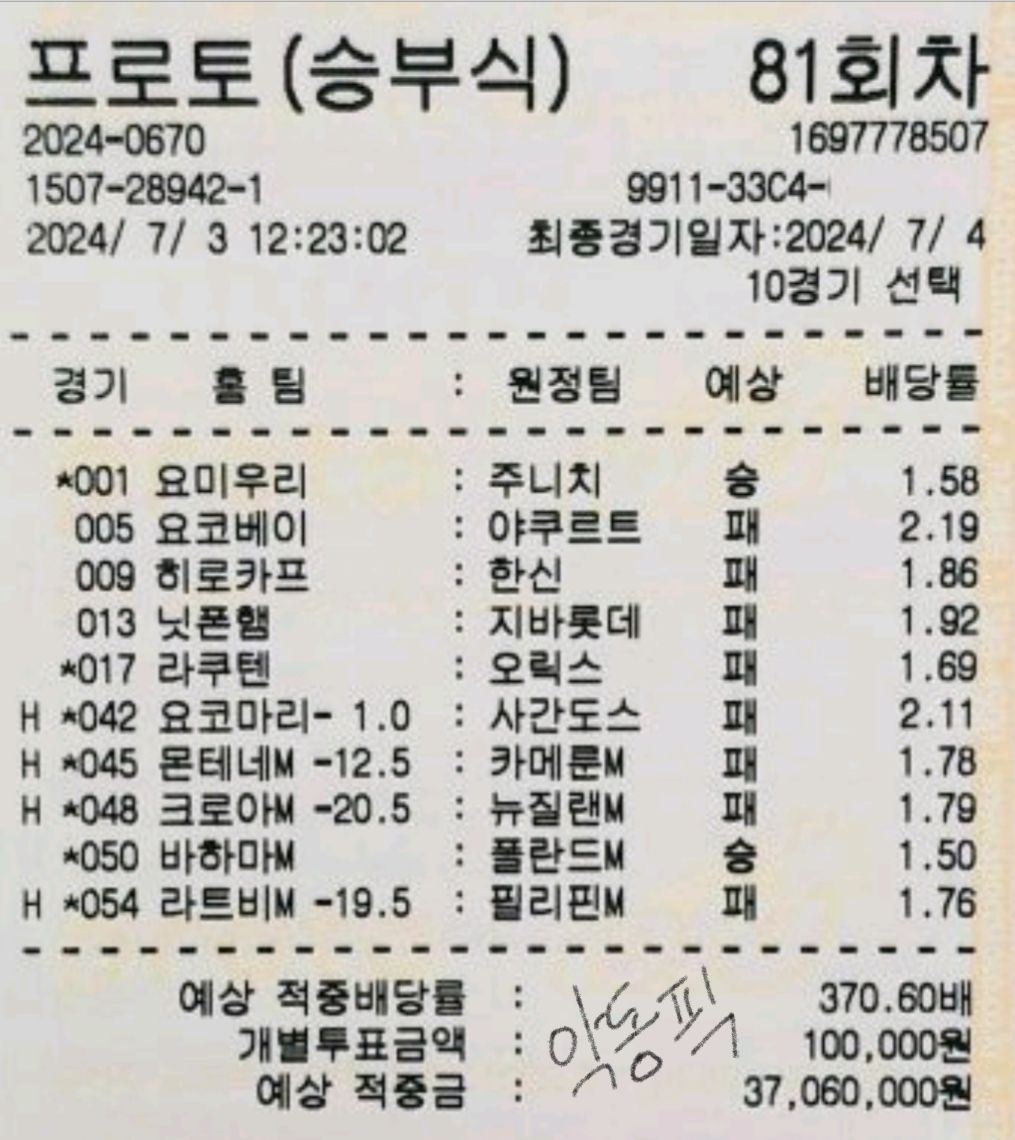 프로토(승부식) 81회차
2024-0670 1697778507
1507-28942-1 9911-33C4-
2024/ 7/ 3 12:23:02 최종경기일자:2024/ 7/ 4
10경기 선택
경기 홈 팀 : 원정팀 예상 배당률
*001 요미우리 : 주니치 승 1.58
005 요코베이 : 야쿠르트 패 2.19
009 히로카프 : 한신 패 1.86
013 닛폰햄 : 지바롯데 패 1.92
*017 라쿠텐 : 오릭스 패 1.69
H *042 요코마리- 1.0 : 사간도스 패 2.11
H *045 몬테네M -12.5 : 카메룬M 패 1.78
H *048 크로아M -20.5 : 뉴질랜M 패 1.79
*050 바하마M : 폴란드M 승 1.50
H *054 라트비M -19.5 : 필리핀M 패 1.76
예상 적중배당률 : 370.60배
개별투표금액 : 100,000원
예상 적중금 : 37,060,000원
악동픽